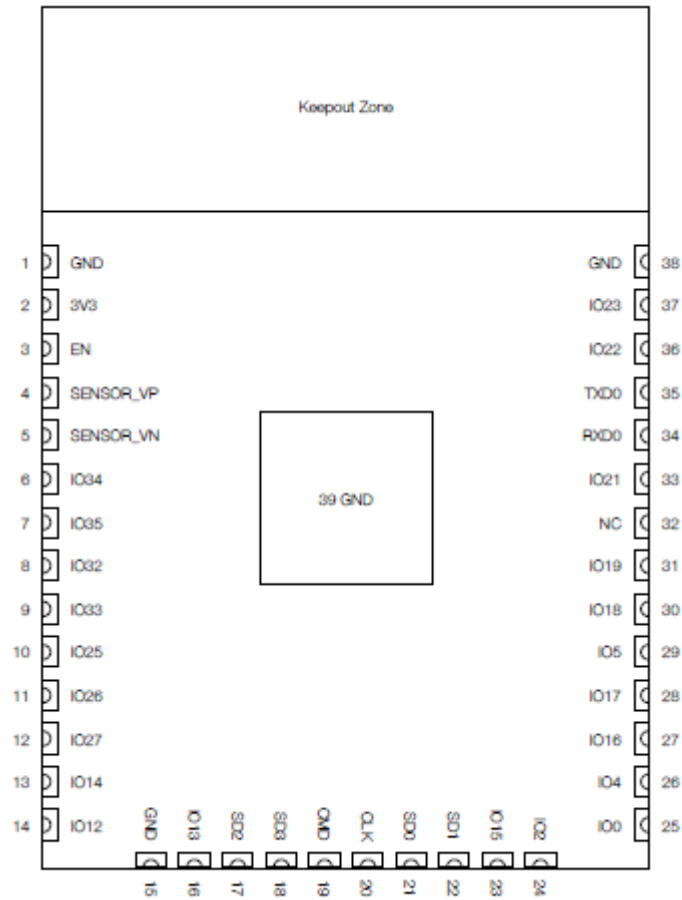 Keepout Zone
1 GND
2 3V3
3 EN
4 SENSOR_VP
5 SENSOR_VN
6 IO34
7 IO35
8 IO32
9 IO33
10 IO25
11 IO26
12 IO27
13 IO14
14 IO12
39 GND
GND 38
IO23 37
IO22 36
TXD0 35
RXD0 34
IO21 33
NC 32
IO19 31
IO18 30
IO5 29
IO17 28
IO16 27
IO4 26
IO0 25
GND 15
IO13 16
SD2 17
SD3 18
CMD 19
CLK 20
SD0 21
SD1 22
IO15 23
IO2 24